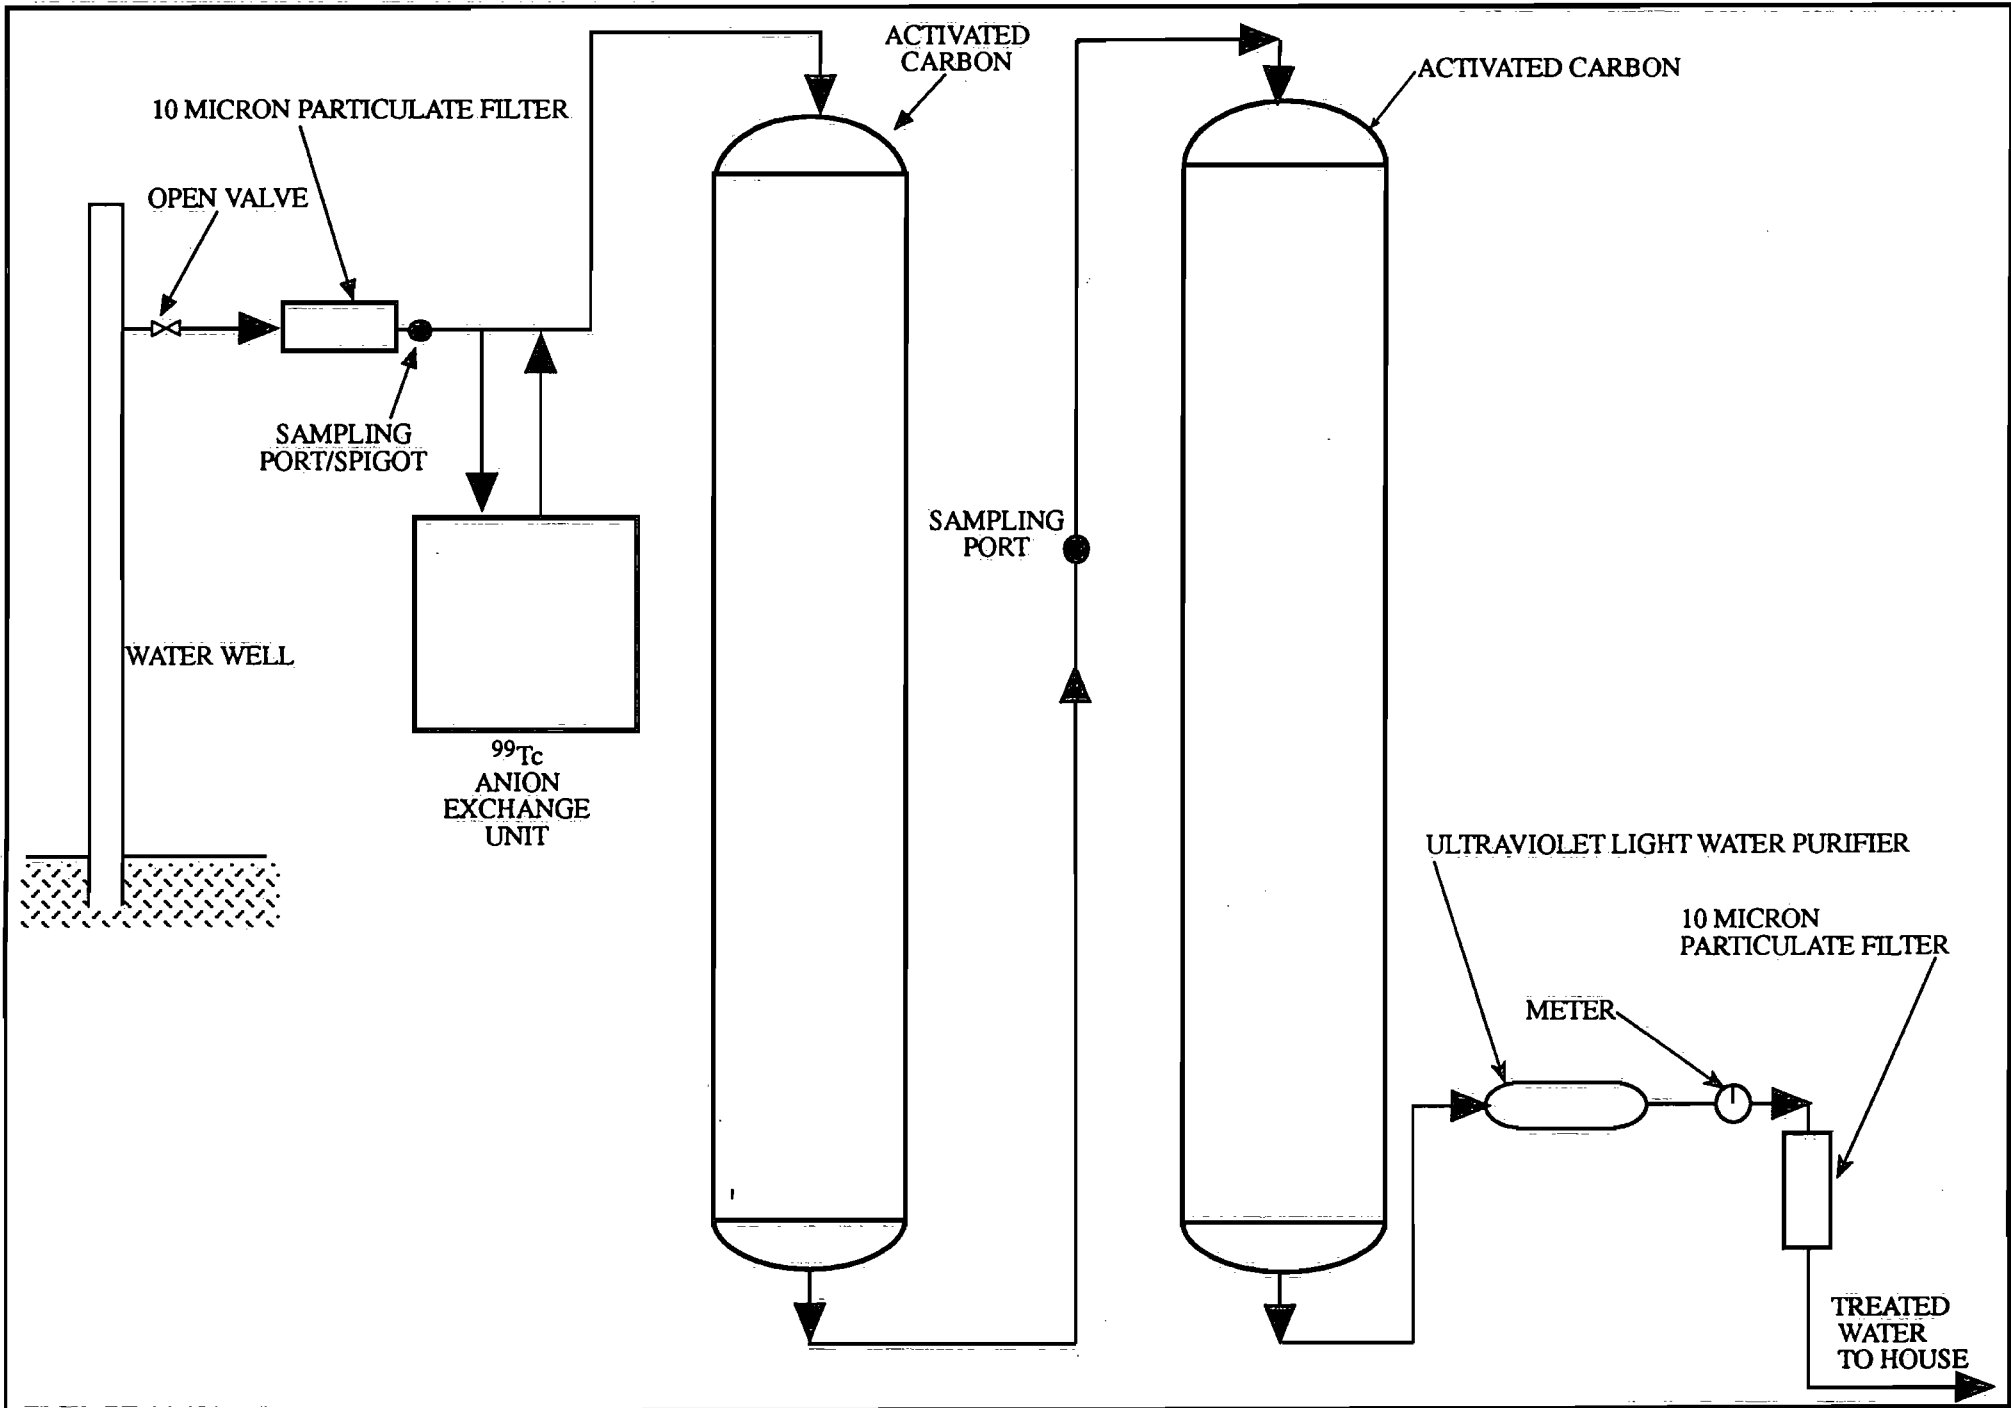 ACTIVATED
CARBON
ACTIVATED CARBON
10 MICRON PARTICULATE FILTER
OPEN VALVE
SAMPLING
PORT/SPIGOT
SAMPLING
PORT
WATER WELL
99Tc
ANION
EXCHANGE
UNIT
ULTRAVIOLET LIGHT WATER PURIFIER
10 MICRON
PARTICULATE FILTER
METER
TREATED
WATER
TO HOUSE